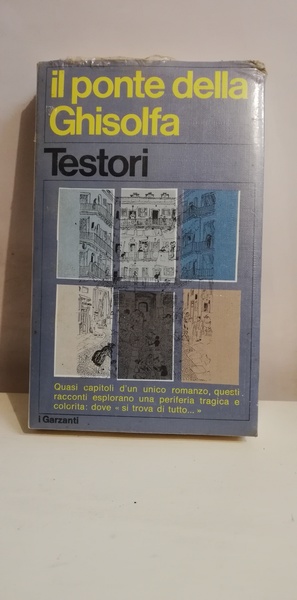 il ponte della
Ghisolfa
Testori
Quasi capitoli d'un unico romanzo, questi
racconti esplorano una periferia tragica e
colorita: dove « si trova di tutto... »
i Garzanti